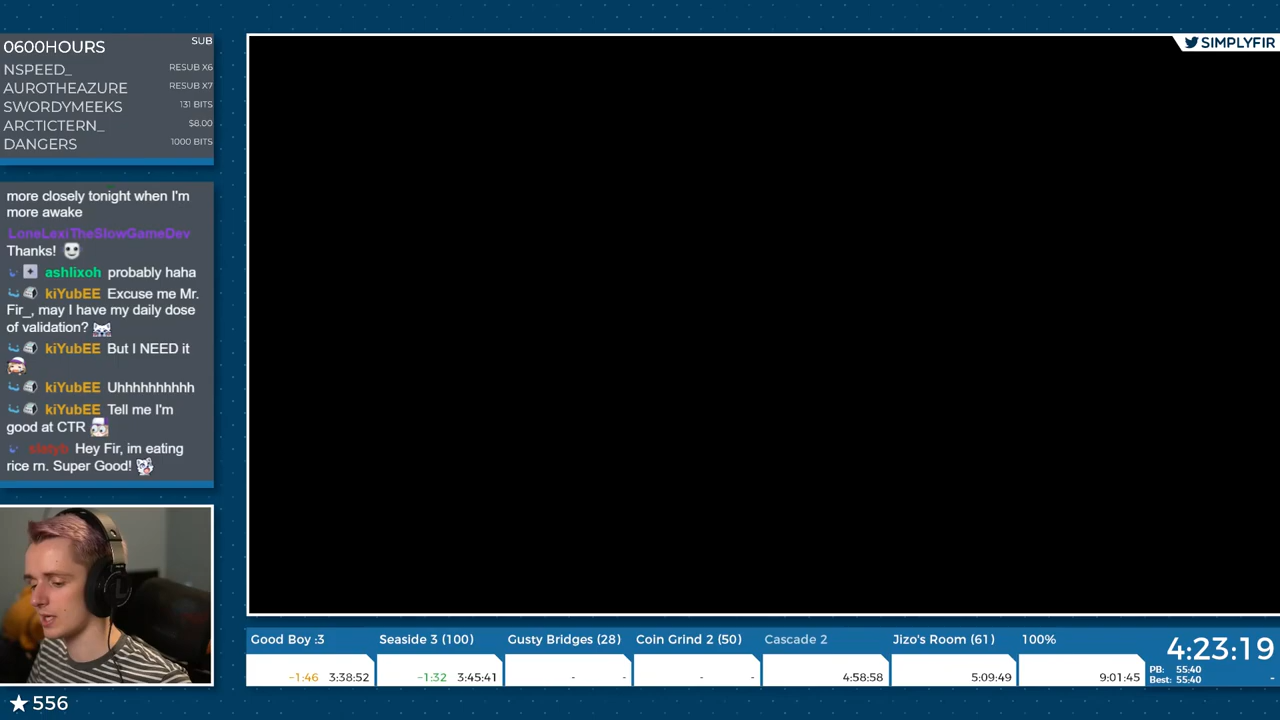 0600HOURS SUB
NSPEED_ RESUB X6
AUROTHEAZURE RESUB X7
SWORDYMEEKS 131 BITS
ARCTICTERN_ $8.00
DANGERS 1000 BITS
SIMPLYFIR
more closely tonight when I'm
more awake
LoneLexiTheSlowGameDev
Thanks!
ashlixoh probably haha
kiYubEE Excuse me Mr.
Fir_, may I have my daily dose
of validation?
kiYubEE But I NEED it
kiYubEE Uhhhhhhhhh
kiYubEE Tell me I'm
good at CTR
Hey Fir, im eating
rice rn. Super Good!
Good Boy :3
-1:46 3:38:52
Seaside 3 (100)
-1:32 3:45:41
Gusty Bridges (28)
- -
Coin Grind 2 (50)
- -
Cascade 2
4:58:58
Jizo's Room (61)
5:09:49
100%
9:01:45
4:23:19
PB: 55:40
Best: 55:40 -
★ 556